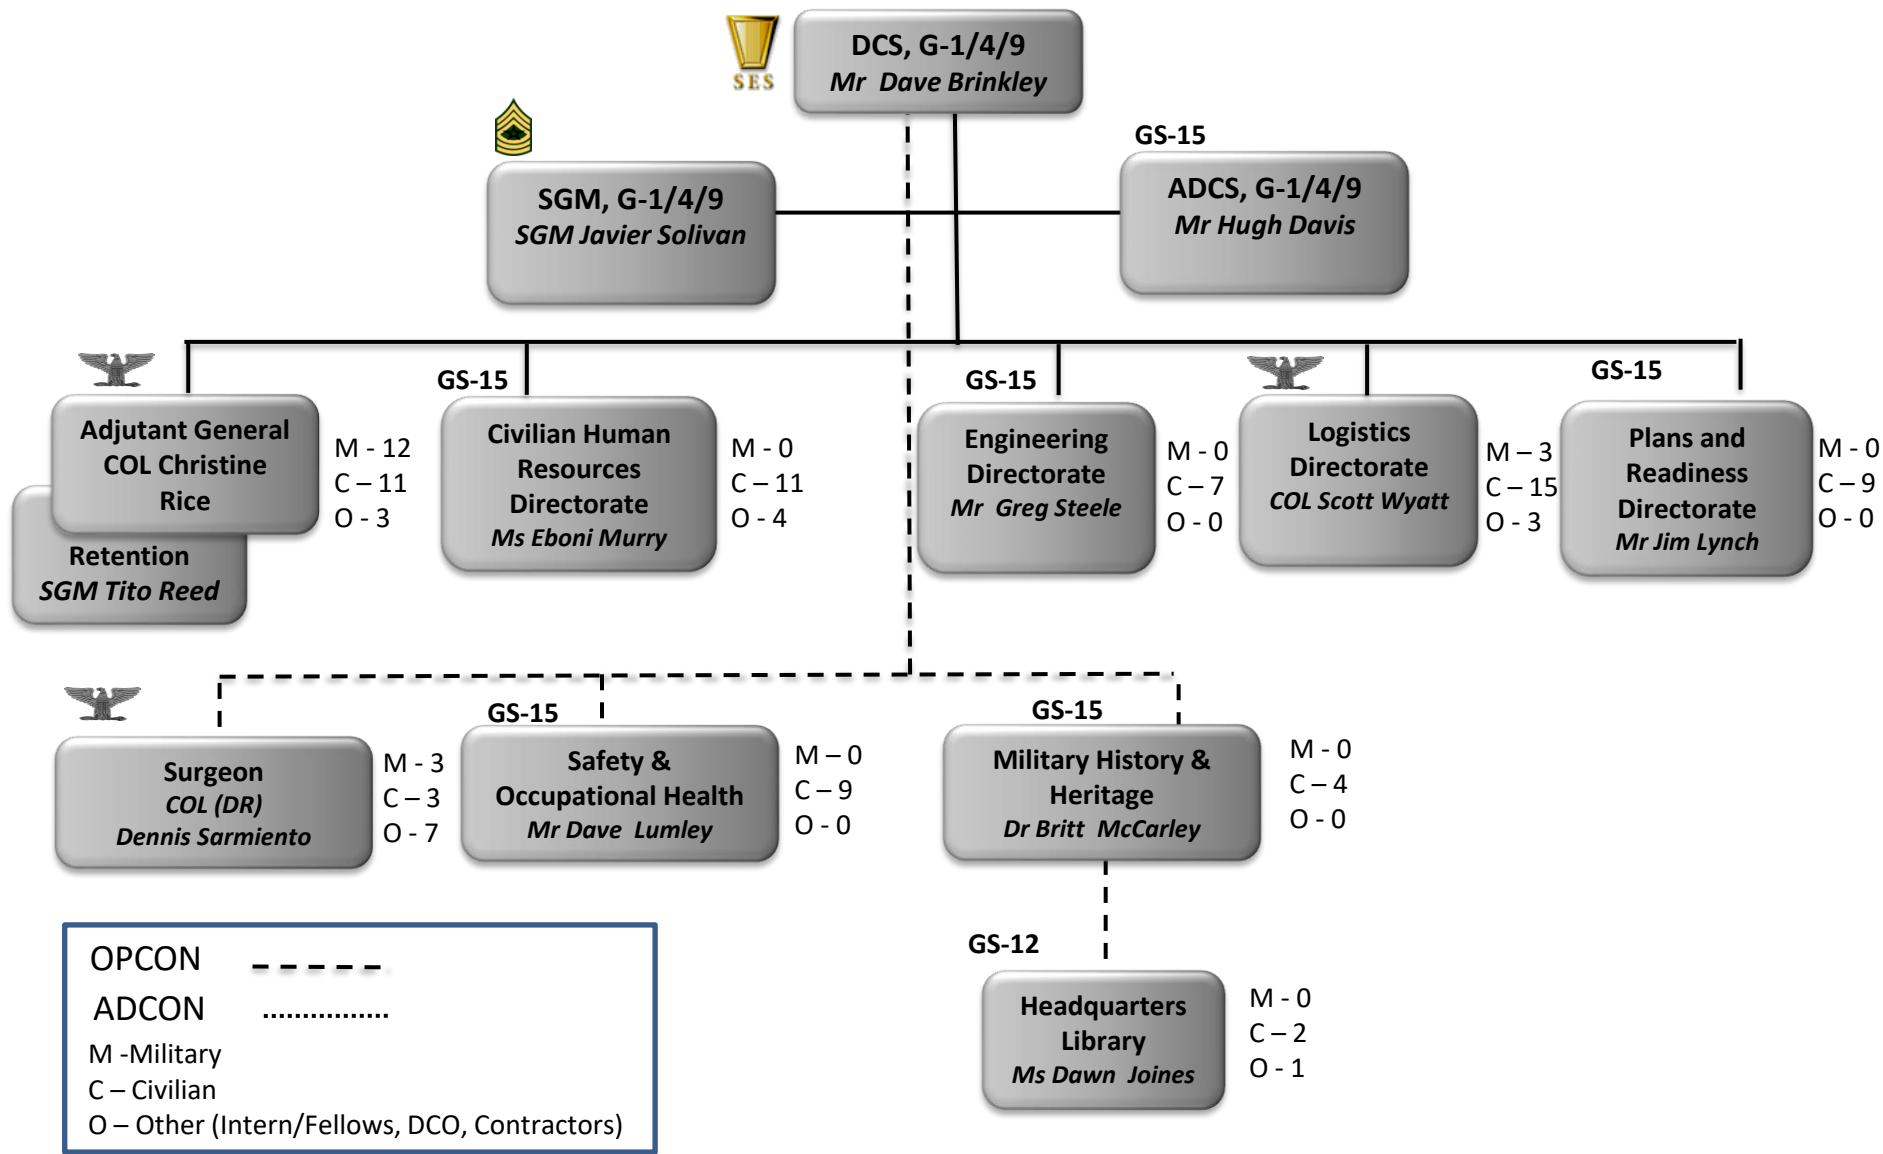 DCS, G-1/4/9
Mr Dave Brinkley
SES
SGM, G-1/4/9
SGM Javier Solivan
GS-15
ADCS, G-1/4/9
Mr Hugh Davis
Adjutant General
COL Christine
Rice
M - 12
C – 11
O - 3
Retention
SGM Tito Reed
GS-15
Civilian Human
Resources
Directorate
Ms Eboni Murry
M - 0
C – 11
O - 4
GS-15
Engineering
Directorate
Mr Greg Steele
M - 0
C – 7
O - 0
Logistics
Directorate
COL Scott Wyatt
M – 3
C – 15
O – 3
GS-15
Plans and
Readiness
Directorate
Mr Jim Lynch
M - 0
C – 9
O - 0
Surgeon
COL (DR)
Dennis Sarmiento
M - 3
C – 3
O - 7
GS-15
Safety &
Occupational Health
Mr Dave Lumley
M – 0
C – 9
O - 0
GS-15
Military History &
Heritage
Dr Britt McCarley
M - 0
C – 4
O - 0
GS-12
Headquarters
Library
Ms Dawn Joines
M - 0
C – 2
O - 1
OPCON
ADCON
M -Military
C – Civilian
O – Other (Intern/Fellows, DCO, Contractors)